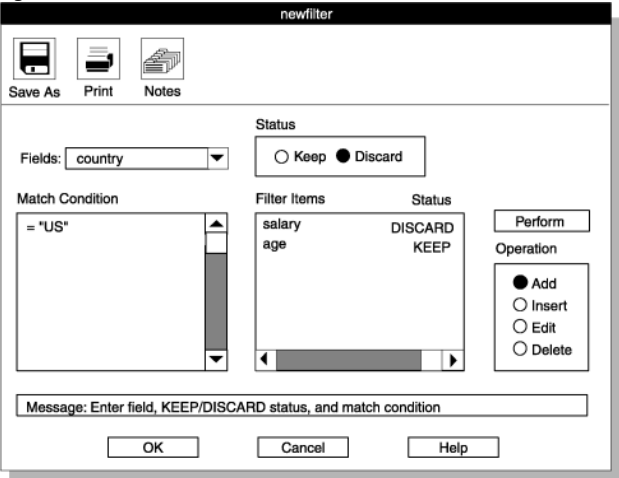 newfilter
Save As Print Notes
Status
Fields: country Keep Discard
Match Condition Filter Items Status
= "US" salary DISCARD Perform
age KEEP Operation
Add
Insert
Edit
Delete
Message: Enter field, KEEP/DISCARD status, and match condition
OK Cancel Help